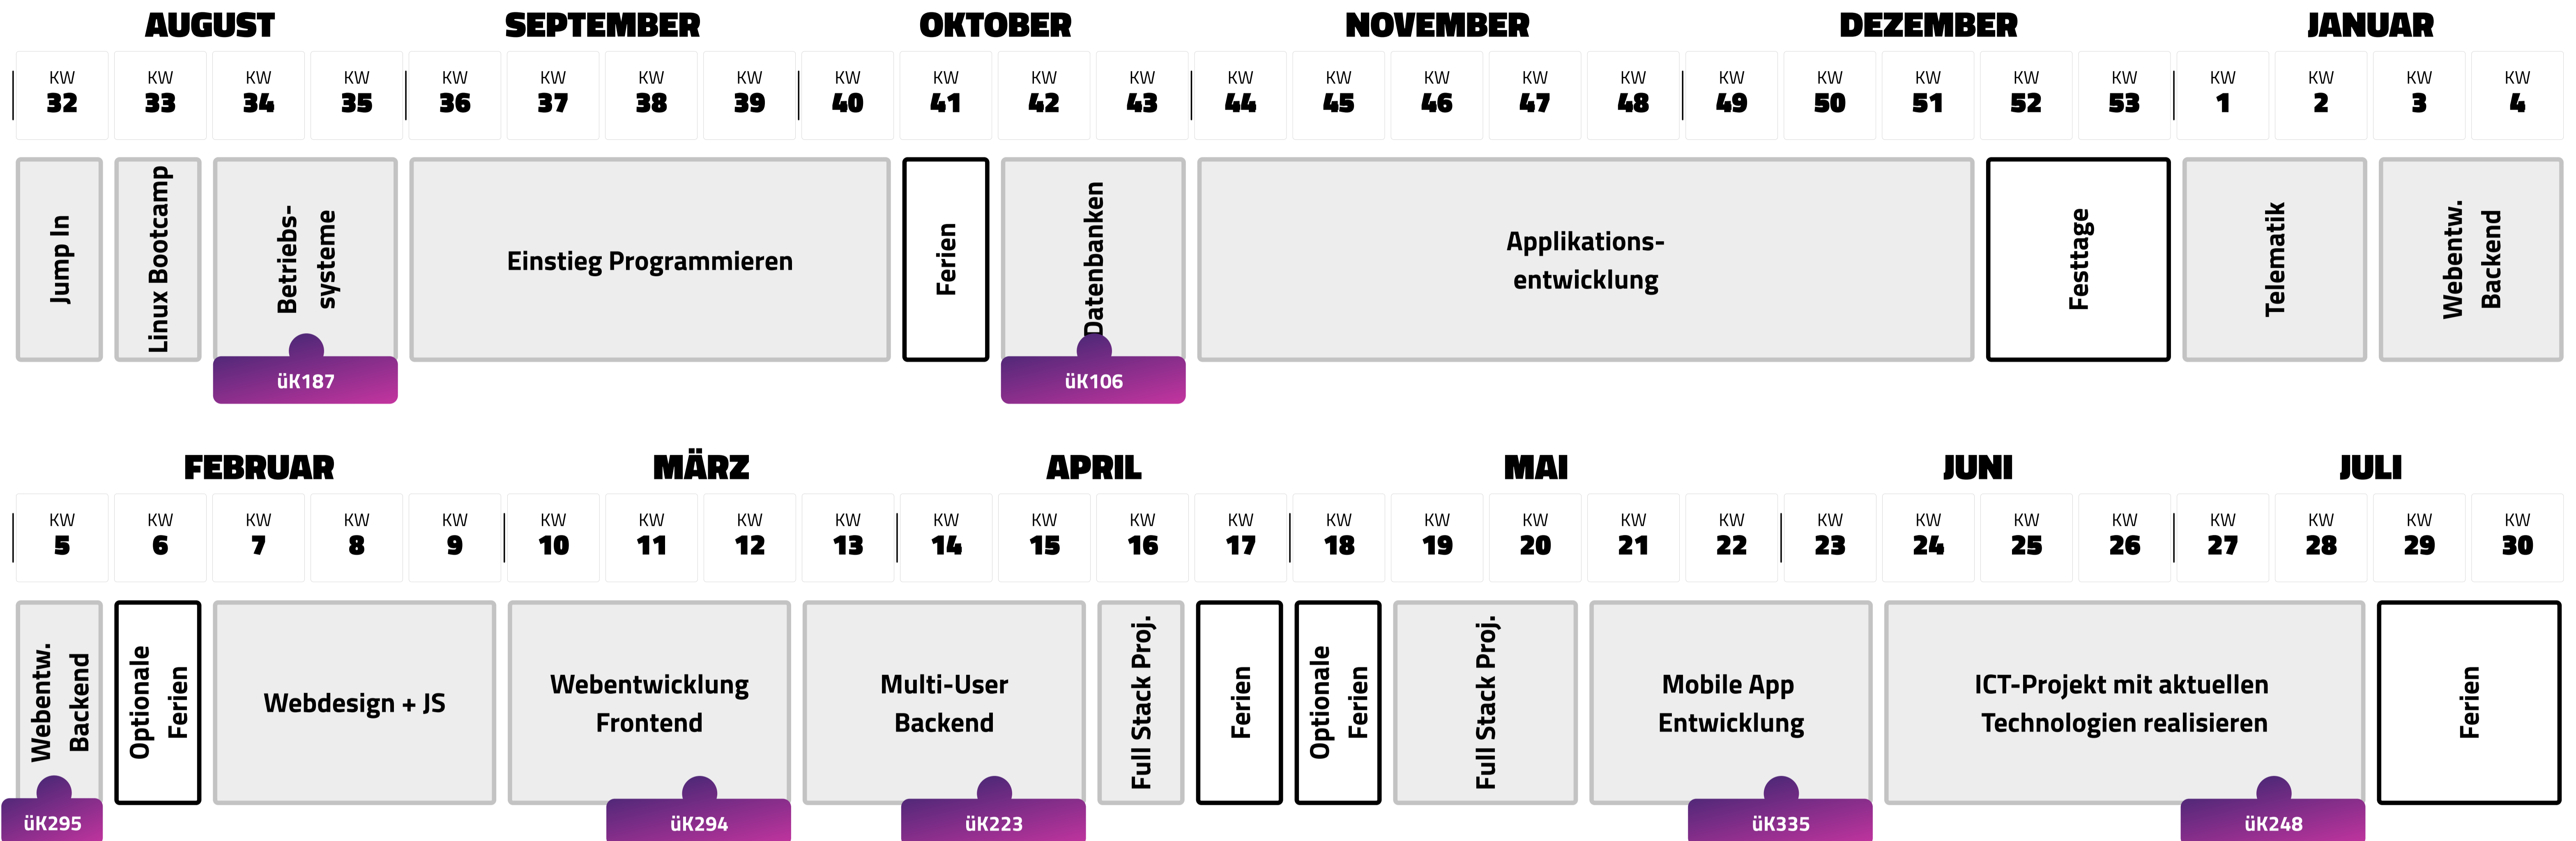 AUGUST SEPTEMBER OKTOBER NOVEMBER DEZEMBER JANUAR
KW KW KW KW KW KW KW KW KW KW KW KW KW KW KW KW KW KW KW KW KW KW KW KW KW KW
32 33 34 35 36 37 38 39 40 41 42 43 44 45 46 47 48 49 50 51 52 53 1 2 3 4
Jump In
Linux Bootcamp
Betriebs-
systeme
Einstieg Programmieren
Ferien
Datenbanken
Applikations-
entwicklung
Festtage
Telematik
Webentw.
Backend
üK187
üK106
FEBRUAR MÄRZ APRIL MAI JUNI JULI
KW KW KW KW KW KW KW KW KW KW KW KW KW KW KW KW KW KW KW KW KW KW KW KW KW KW
5 6 7 8 9 10 11 12 13 14 15 16 17 18 19 20 21 22 23 24 25 26 27 28 29 30
Webentw.
Backend
Optionale
Ferien
Webdesign + JS
Webentwicklung
Frontend
Multi-User
Backend
Full Stack Proj.
Ferien
Optionale
Ferien
Full Stack Proj.
Mobile App
Entwicklung
ICT-Projekt mit aktuellen
Technologien realisieren
Ferien
üK295
üK294
üK223
üK335
üK248